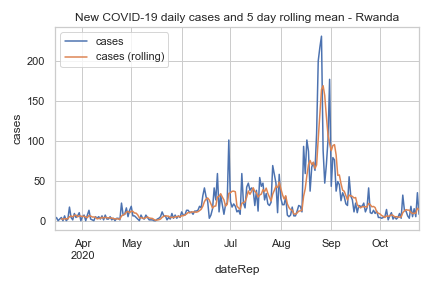 New COVID-19 daily cases and 5 day rolling mean - Rwanda
cases
cases (rolling)
200
150
100
50
0
cases
Apr
2020
May
Jun
Jul
Aug
Sep
Oct
dateRep